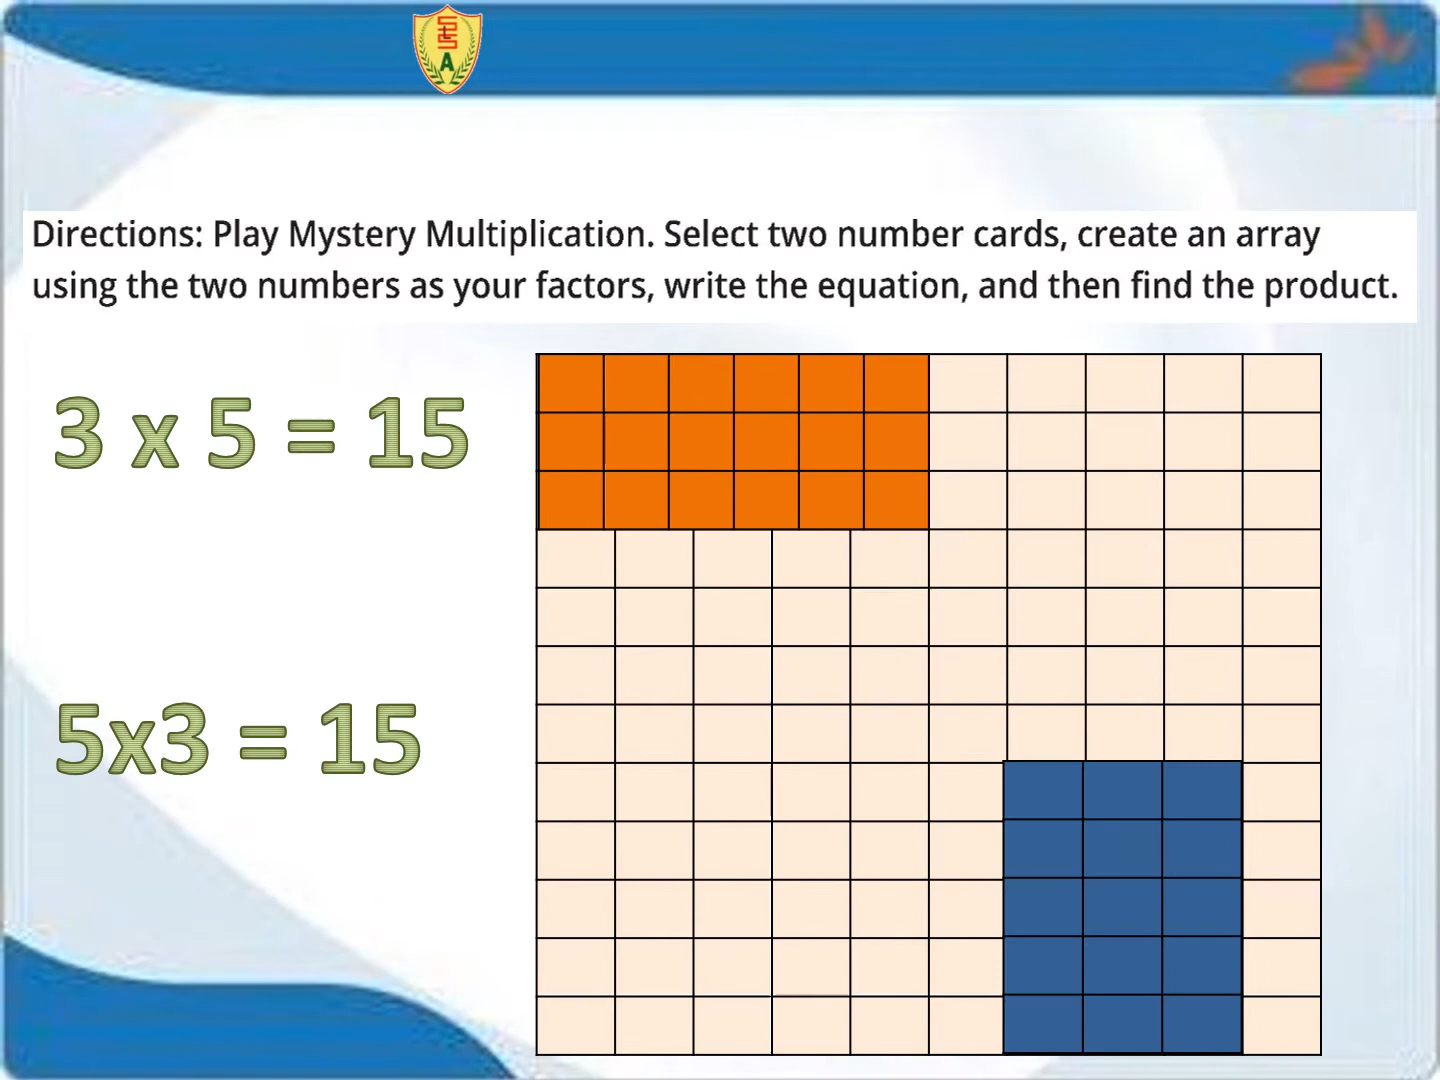 Directions: Play Mystery Multiplication. Select two number cards, create an array
using the two numbers as your factors, write the equation, and then find the product.
3 x 5 = 15
5x3 = 15
A